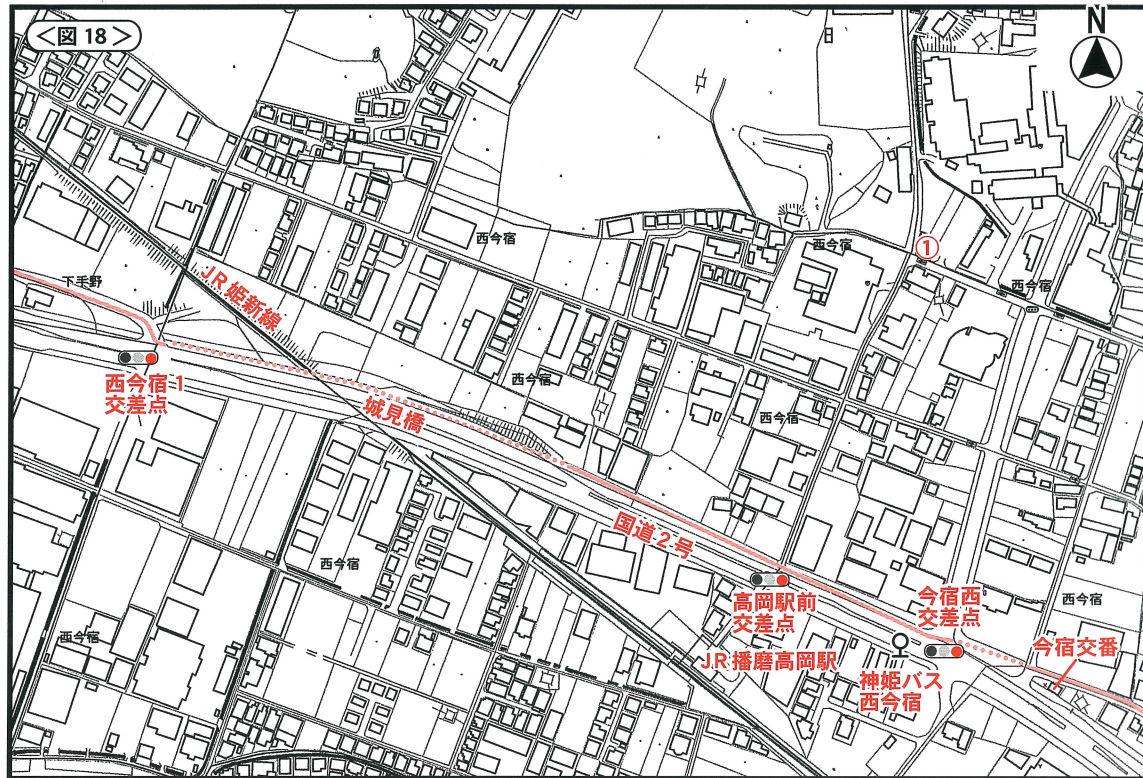 <図 18>
N
①
西今宿
西今宿
西今宿
下手野
JR姫新線
西今宿 1
交差点
城見橋
西今宿
西今宿
国道2号
西今宿
高岡駅前
交差点
今宿西
交差点
西今宿
西今宿
JR播磨高岡駅
神姫バス
西今宿
今宿交番